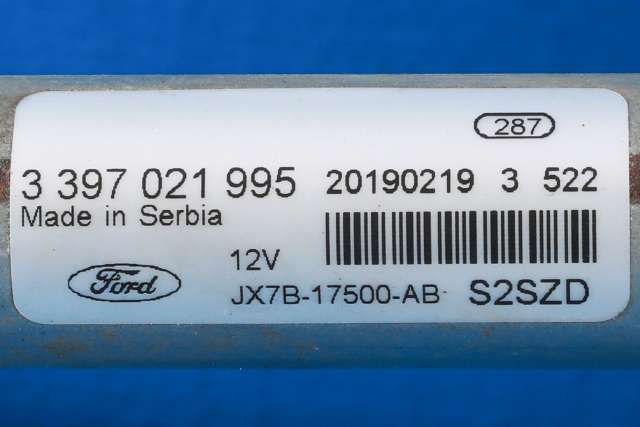 287
3 397 021 995 20190219 3 522
Made in Serbia
12V
Ford JX7B-17500-AB S2SZD